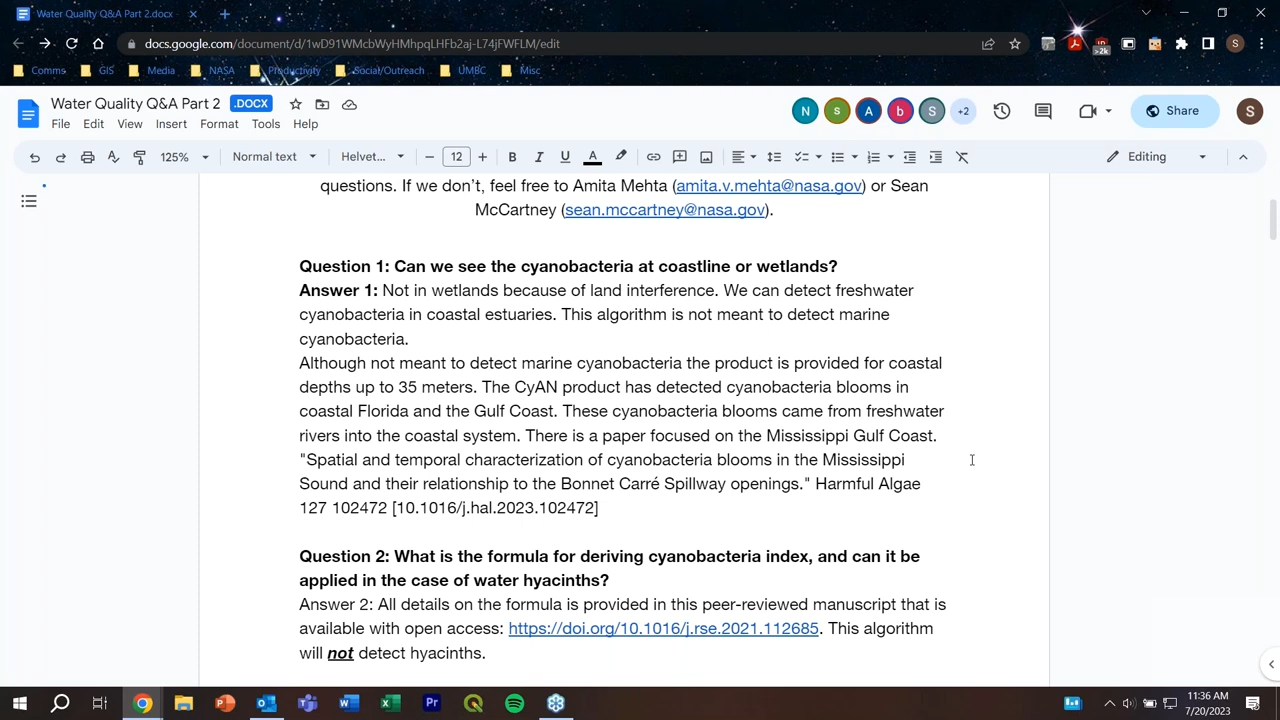 Water Quality Q&A Part 2.docx
docs.google.com/document/d/1wD91WMcbWyHMhpqLHFb2aj-L74jFWFLM/edit
>2k
S
Comms GIS Media NASA Productivity Social/Outreach UMBC Misc
Water Quality Q&A Part 2 .DOCX
N S A b S +2 Share S
File Edit View Insert Format Tools Help
125% Normal text Helvet... 12 B I U A Editing
questions. If we don't, feel free to Amita Mehta (amita.v.mehta@nasa.gov) or Sean
McCartney (sean.mccartney@nasa.gov).
Question 1: Can we see the cyanobacteria at coastline or wetlands?
Answer 1: Not in wetlands because of land interference. We can detect freshwater
cyanobacteria in coastal estuaries. This algorithm is not meant to detect marine
cyanobacteria.
Although not meant to detect marine cyanobacteria the product is provided for coastal
depths up to 35 meters. The CyAN product has detected cyanobacteria blooms in
coastal Florida and the Gulf Coast. These cyanobacteria blooms came from freshwater
rivers into the coastal system. There is a paper focused on the Mississippi Gulf Coast.
"Spatial and temporal characterization of cyanobacteria blooms in the Mississippi
Sound and their relationship to the Bonnet Carré Spillway openings." Harmful Algae
127 102472 [10.1016/j.hal.2023.102472]
Question 2: What is the formula for deriving cyanobacteria index, and can it be
applied in the case of water hyacinths?
Answer 2: All details on the formula is provided in this peer-reviewed manuscript that is
available with open access: https://doi.org/10.1016/j.rse.2021.112685. This algorithm
will not detect hyacinths.
11:36 AM
7/20/2023